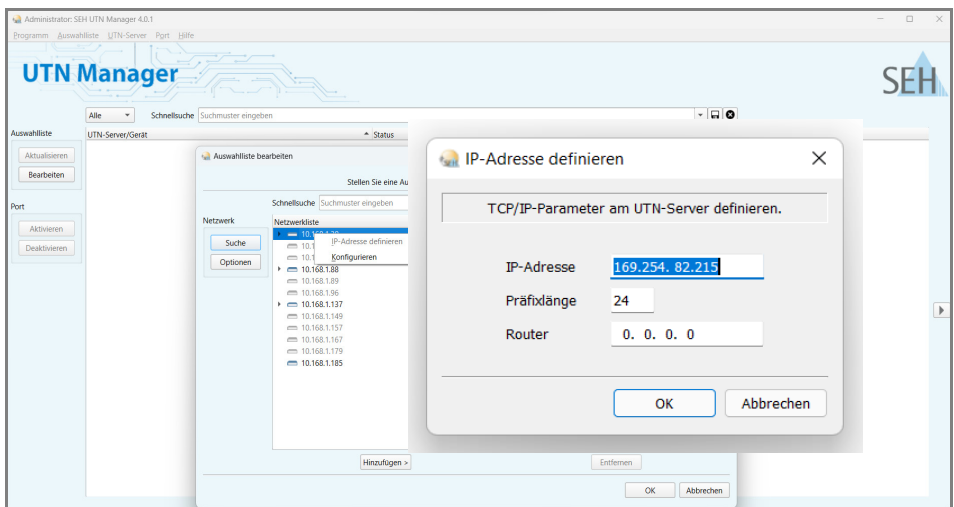 Administrator: SEH UTN Manager 4.0.1
Programm Auswahlliste UTN-Server Port Hilfe
UTN Manager
SEH
Alle
Schnellsuche Suchmuster eingeben
Auswahlliste
UTN-Server/Gerät
Status
Aktualisieren
Bearbeiten
Port
Aktivieren
Deaktivieren
Auswahlliste bearbeiten
Stellen Sie eine Au
Schnellsuche Suchmuster eingeben
Netzwerk
Suche
Optionen
Netzwerkliste
IP-Adresse definieren
Konfigurieren
10.168.1.88
10.168.1.89
10.168.1.96
10.168.1.137
10.168.1.149
10.168.1.157
10.168.1.167
10.168.1.179
10.168.1.185
Hinzufügen >
Entfernen
OK Abbrechen
IP-Adresse definieren
TCP/IP-Parameter am UTN-Server definieren.
IP-Adresse 169.254. 82.215
Präfixlänge 24
Router 0. 0. 0. 0
OK Abbrechen